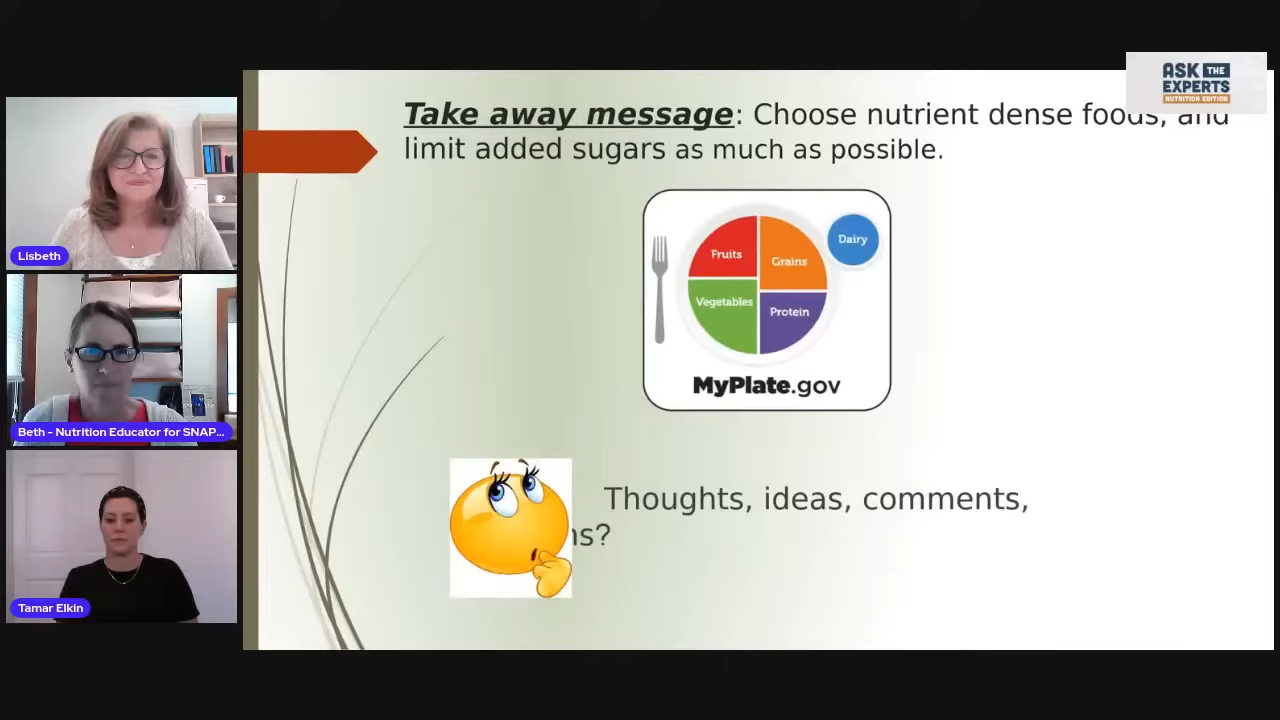 ASK THE
EXPERTS
NUTRITION EDITION
Take away message: Choose nutrient dense foods, and
limit added sugars as much as possible.
Fruits
Grains
Dairy
Vegetables
Protein
MyPlate.gov
Thoughts, ideas, comments,
ns?
Lisbeth
Beth - Nutrition Educator for SNAP...
Tamar Elkin